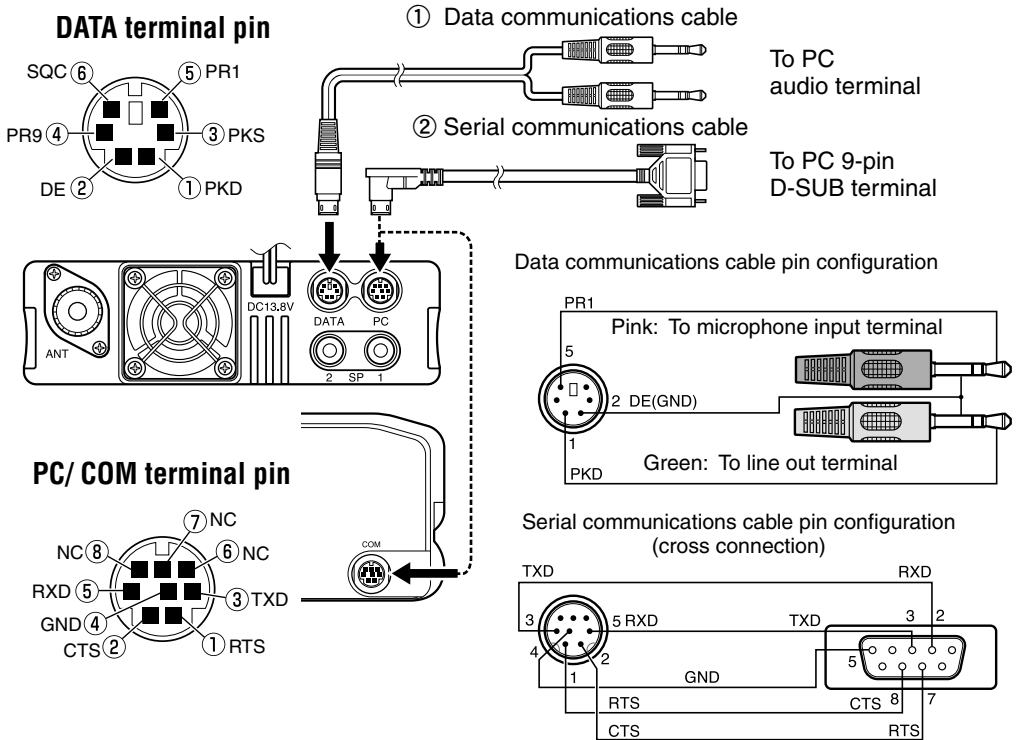 DATA terminal pin
SQC ⑥
⑤ PR1
PR9 ④
③ PKS
DE ②
① PKD
① Data communications cable
To PC
audio terminal
② Serial communications cable
To PC 9-pin
D-SUB terminal
ANT
DC13.8V
DATA
PC
2 SP 1
COM
PC/ COM terminal pin
⑦ NC
NC ⑧
⑥ NC
RXD ⑤
③ TXD
GND ④
CTS ②
① RTS
Data communications cable pin configuration
PR1
Pink: To microphone input terminal
5
2 DE(GND)
1
Green: To line out terminal
PKD
Serial communications cable pin configuration
(cross connection)
TXD
RXD
3
5 RXD
TXD
3 2
4
2
5
1
GND
RTS
CTS 8
7
CTS
RTS